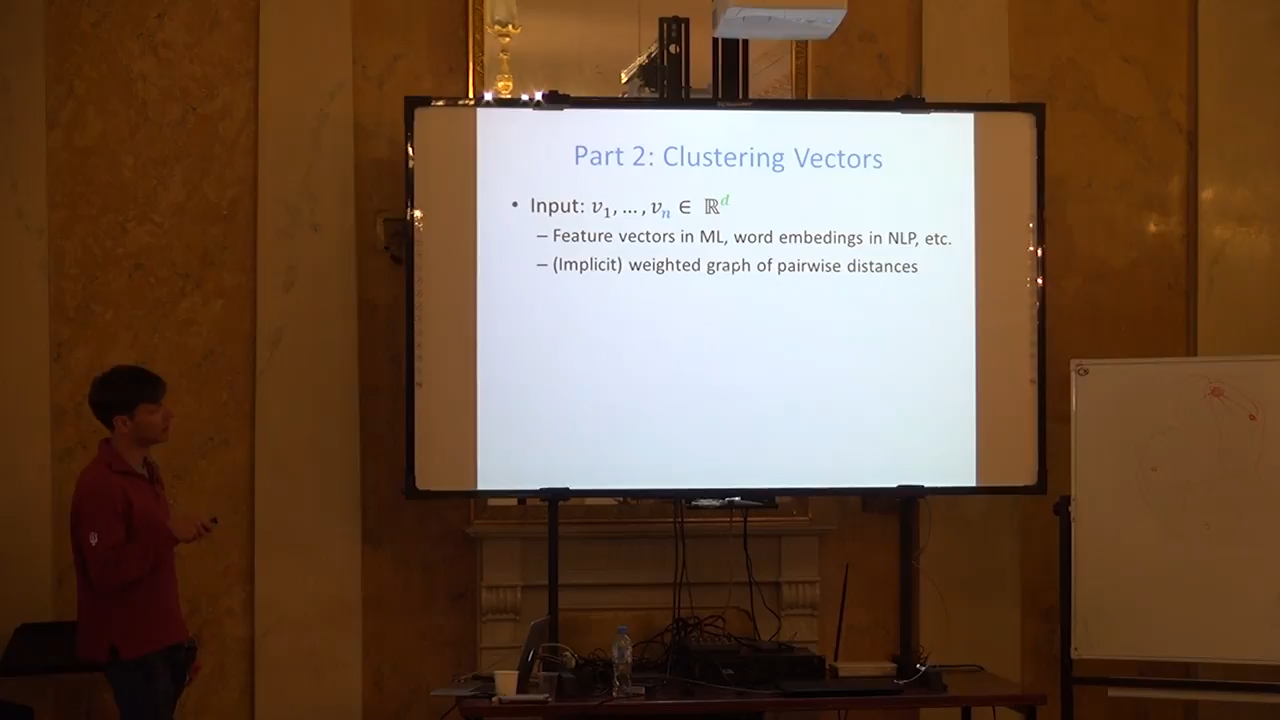 Part 2: Clustering Vectors
• Input: v₁, … , vₙ ∈ ℝᵈ
– Feature vectors in ML, word embedings in NLP, etc.
– (Implicit) weighted graph of pairwise distances